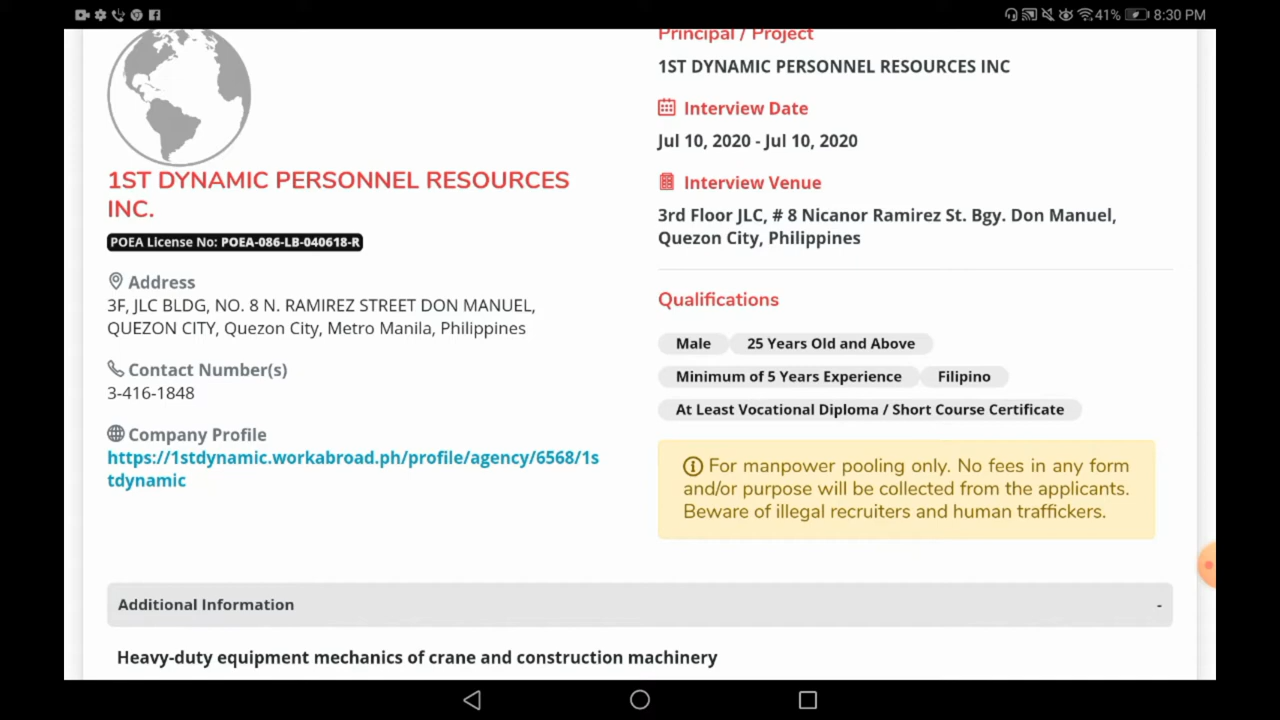 41% 8:30 PM
1ST DYNAMIC PERSONNEL RESOURCES
INC.
POEA License No: POEA-086-LB-040618-R
Address
3F, JLC BLDG, NO. 8 N. RAMIREZ STREET DON MANUEL,
QUEZON CITY, Quezon City, Metro Manila, Philippines
Contact Number(s)
3-416-1848
Company Profile
https://1stdynamic.workabroad.ph/profile/agency/6568/1s
tdynamic
Principal / Project
1ST DYNAMIC PERSONNEL RESOURCES INC
Interview Date
Jul 10, 2020 - Jul 10, 2020
Interview Venue
3rd Floor JLC, # 8 Nicanor Ramirez St. Bgy. Don Manuel,
Quezon City, Philippines
Qualifications
Male 25 Years Old and Above
Minimum of 5 Years Experience Filipino
At Least Vocational Diploma / Short Course Certificate
For manpower pooling only. No fees in any form
and/or purpose will be collected from the applicants.
Beware of illegal recruiters and human traffickers.
Additional Information -
Heavy-duty equipment mechanics of crane and construction machinery